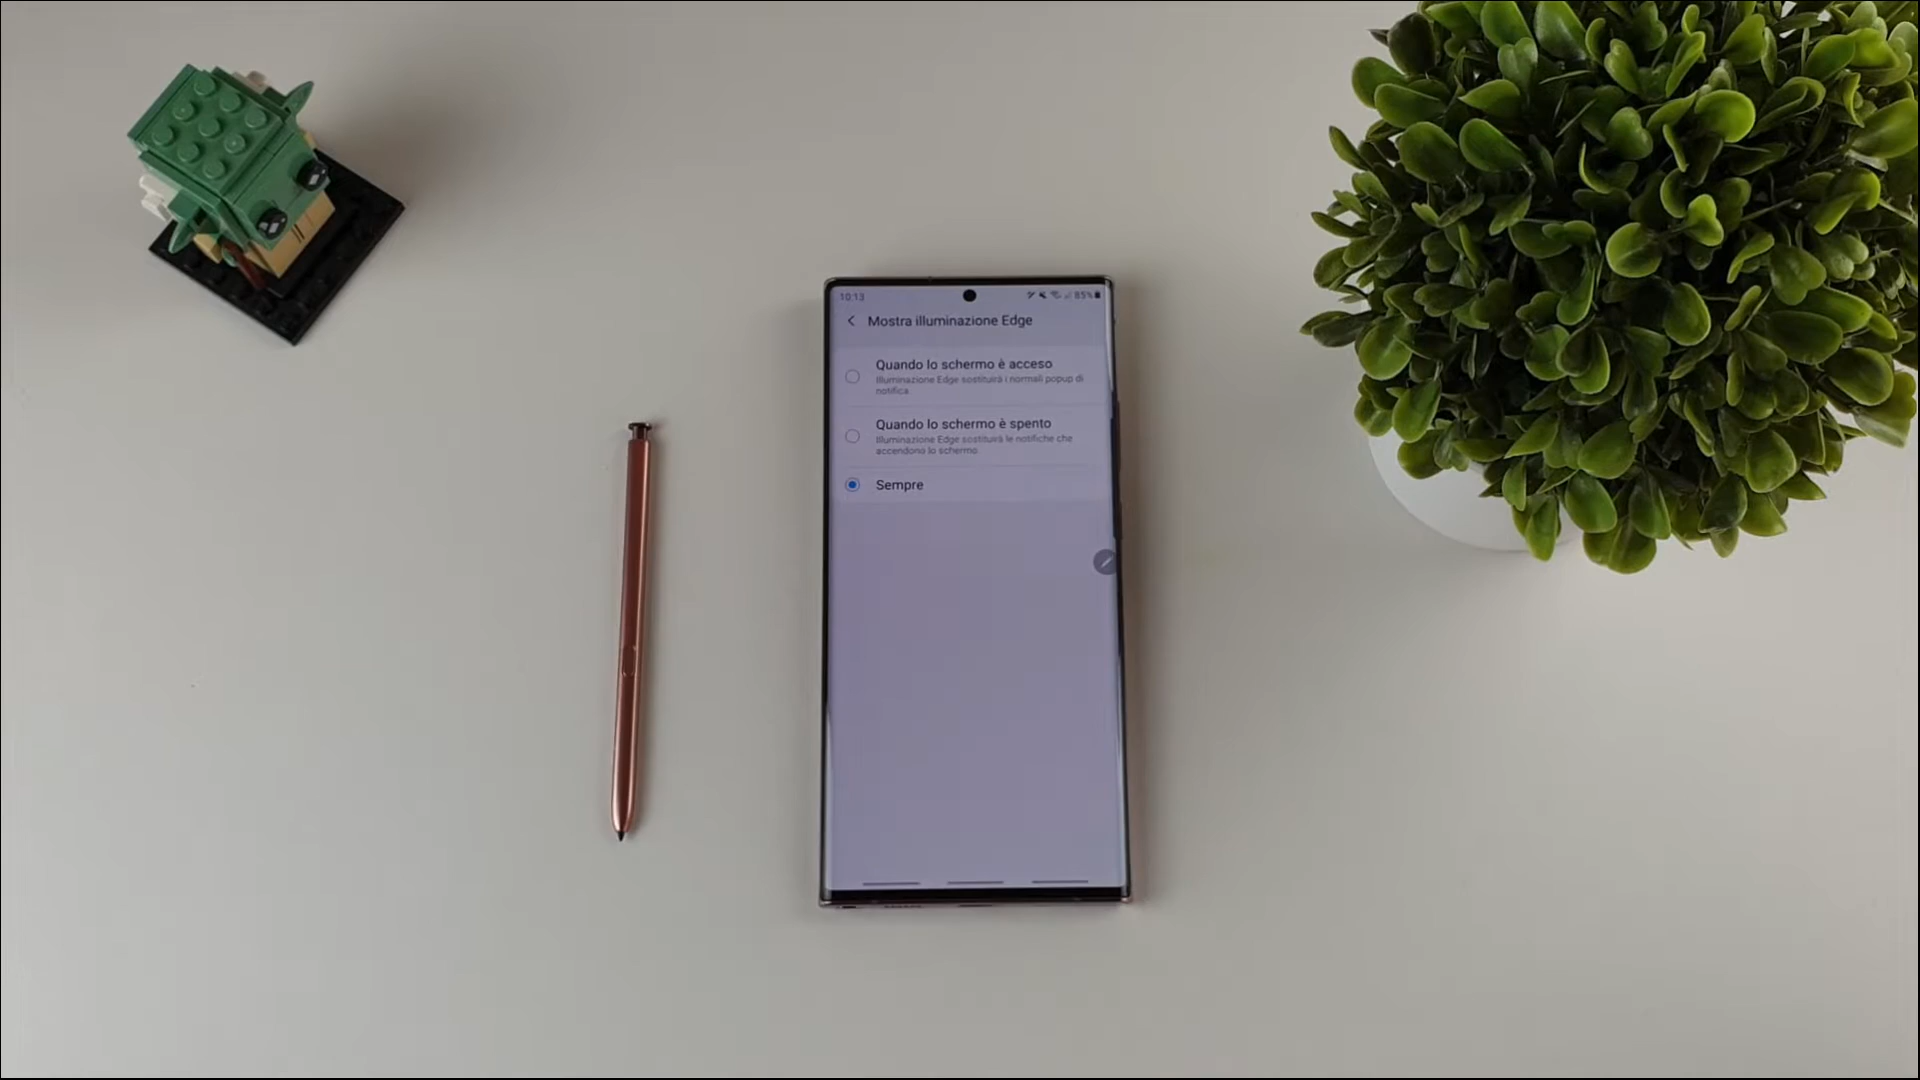 10:13
85%
Mostra illuminazione Edge
Quando lo schermo è acceso
Illuminazione Edge sostituirà i normali popup di
notifica
Quando lo schermo è spento
Illuminazione Edge sostituirà le notifiche che
accendono lo schermo
Sempre